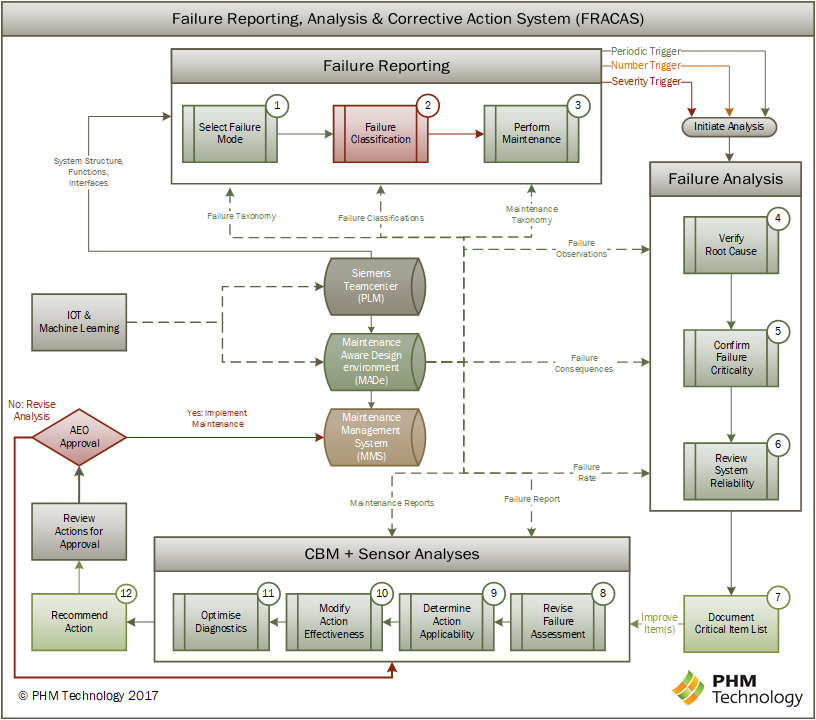 Failure Reporting, Analysis & Corrective Action System (FRACAS)
Failure Reporting
Periodic Trigger
Number Trigger
Severity Trigger
1
Select Failure
Mode
2
Failure
Classification
3
Perform
Maintenance
Initiate Analysis
System Structure,
Functions,
Interfaces
Failure Taxonomy
Failure Classifications
Maintenance
Taxonomy
Failure Analysis
4
Verify
Root Cause
Failure
Observations
Siemens
Teamcenter
(PLM)
IOT &
Machine Learning
Maintenance
Aware Design
environment
(MADe)
Failure
Consequences
5
Confirm
Failure
Criticality
No: Revise
Analysis
AEO
Approval
Yes: Implement
Maintenance
Maintenance
Management
System
(MMS)
6
Review
System
Reliability
Failure
Rate
Maintenance Reports
Failure Report
Review
Actions for
Approval
CBM + Sensor Analyses
12
Recommend
Action
11
Optimise
Diagnostics
10
Modify
Action
Effectiveness
9
Determine
Action
Applicability
8
Revise
Failure
Assessment
Improve
Item(s)
7
Document
Critical Item List
© PHM Technology 2017
PHM
Technology